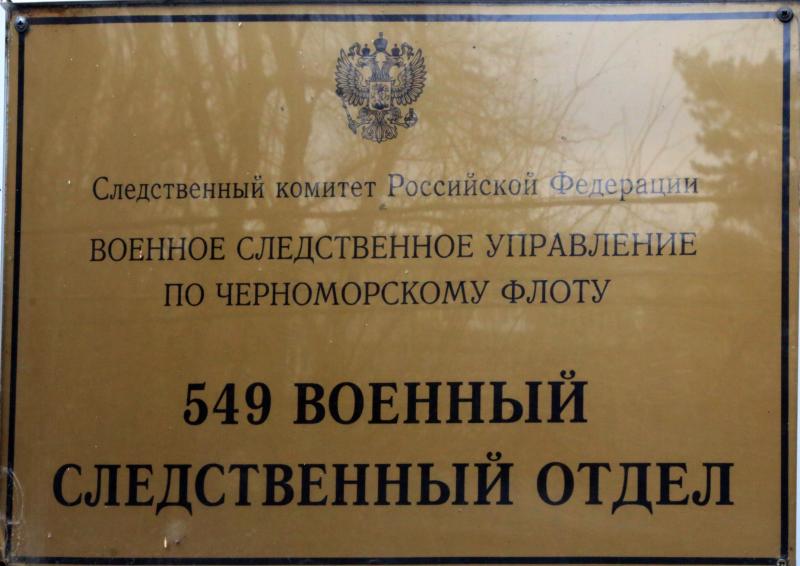 Следственный комитет Российской Федерации
ВОЕННОЕ СЛЕДСТВЕННОЕ УПРАВЛЕНИЕ
ПО ЧЕРНОМОРСКОМУ ФЛОТУ
549 ВОЕННЫЙ
СЛЕДСТВЕННЫЙ ОТДЕЛ